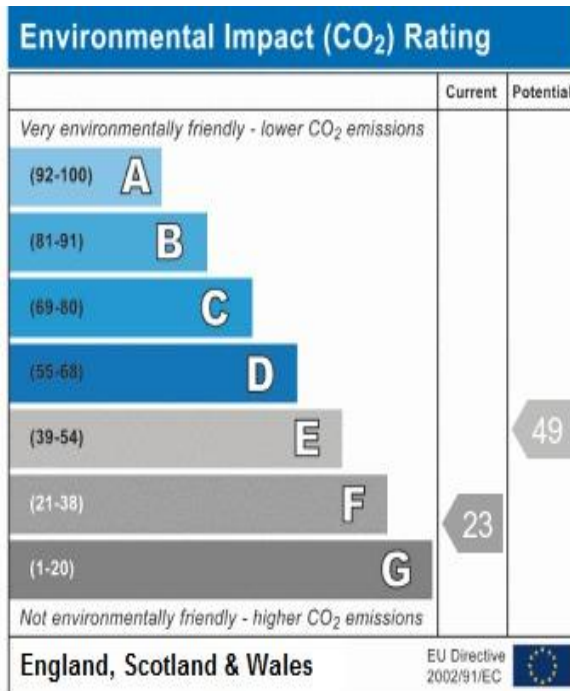 Environmental Impact (CO₂) Rating
Current Potential
Very environmentally friendly - lower CO₂ emissions
(92-100) A
(81-91) B
(69-80) C
(55-68) D
(39-54) E 49
(21-38) F 23
(1-20) G
Not environmentally friendly - higher CO₂ emissions
England, Scotland & Wales
EU Directive
2002/91/EC